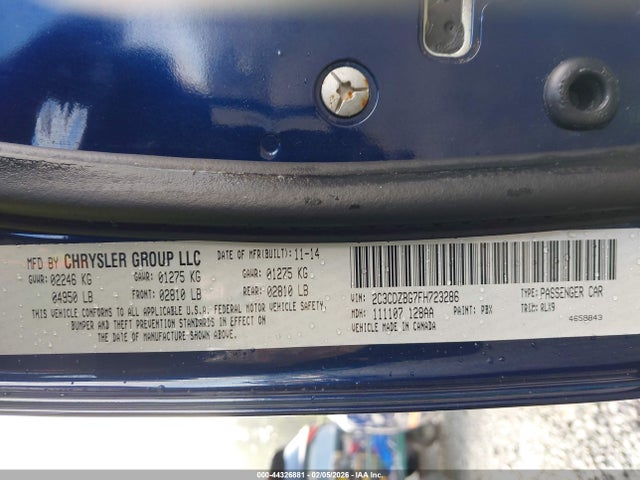 MFD BY CHRYSLER GROUP LLC DATE OF MFR(BUILT): 11-14
GVWR: 02246 KG GAWR: 01275 KG GAWR: 01275 KG
04950 LB FRONT: 02810 LB REAR: 02810 LB
THIS VEHICLE CONFORMS TO ALL APPLICABLE U.S.A. FEDERAL MOTOR VEHICLE SAFETY,
BUMPER AND THEFT PREVENTION STANDARDS IN EFFECT ON
THE DATE OF MANUFACTURE SHOWN ABOVE.
VIN: 2C3CDZBG7FH723286 TYPE: PASSENGER CAR
MDH: 111107 128AA PAINT: PBX TRIM: RLX9
VEHICLE MADE IN CANADA 4658843
000-44326881 - 02/05/2026 - IAA Inc.